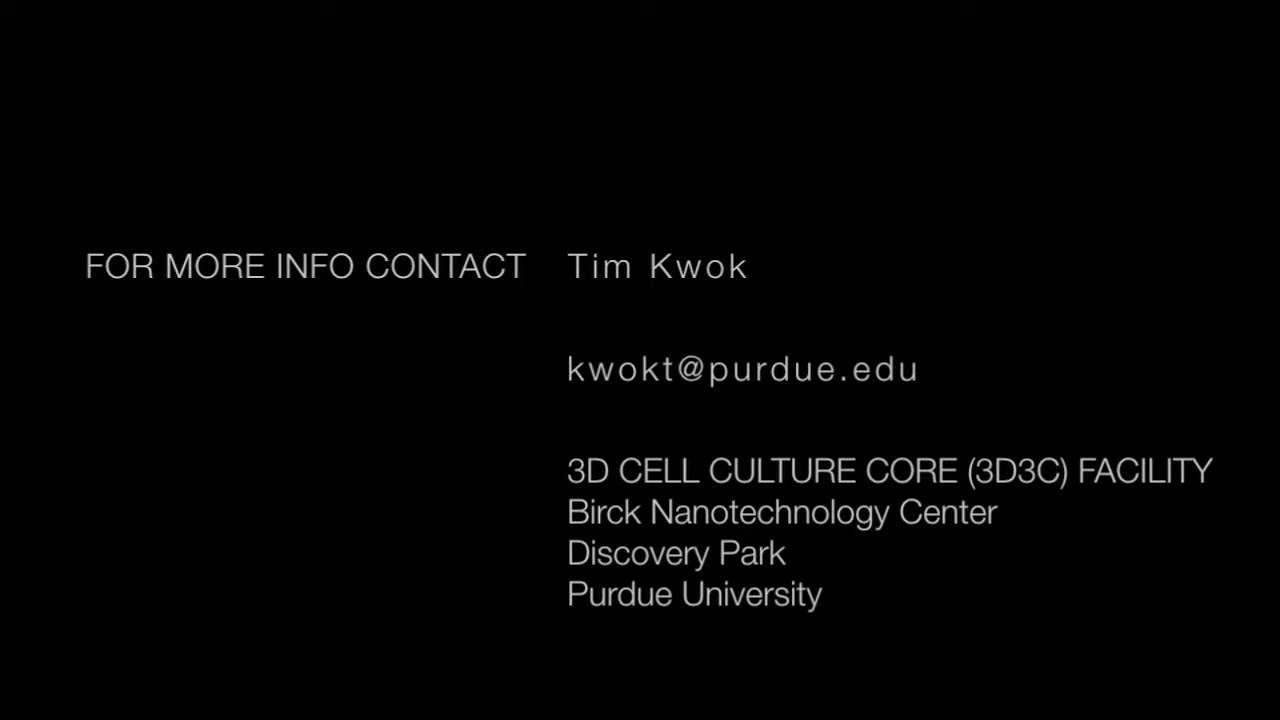 FOR MORE INFO CONTACT Tim Kwok
kwokt@purdue.edu
3D CELL CULTURE CORE (3D3C) FACILITY
Birck Nanotechnology Center
Discovery Park
Purdue University